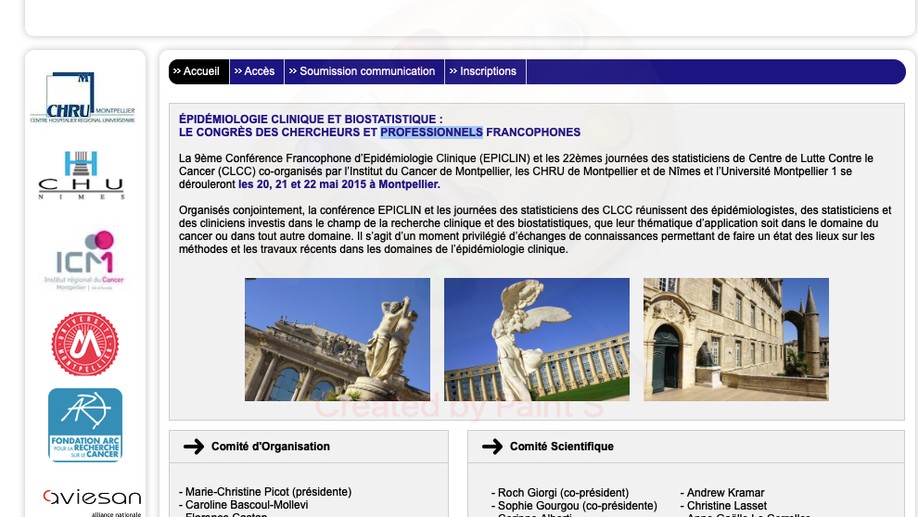 >> Accueil
>> Accès
>> Soumission communication
>> Inscriptions
CHRU MONTPELLIER
CENTRE HOSPITALIER REGIONAL UNIVERSITAIRE
CHU
NIMES
ICM
Institut régional du Cancer
Montpellier
UNIVERSITÉ
MONTPELLIER
FONDATION ARC
POUR LA RECHERCHE
SUR LE CANCER
aviesan
alliance nationale
ÉPIDÉMIOLOGIE CLINIQUE ET BIOSTATISTIQUE :
LE CONGRÈS DES CHERCHEURS ET PROFESSIONNELS FRANCOPHONES
La 9ème Conférence Francophone d'Epidémiologie Clinique (EPICLIN) et les 22èmes journées des statisticiens de Centre de Lutte Contre le
Cancer (CLCC) co-organisés par l'Institut du Cancer de Montpellier, les CHRU de Montpellier et de Nîmes et l'Université Montpellier 1 se
dérouleront les 20, 21 et 22 mai 2015 à Montpellier.
Organisés conjointement, la conférence EPICLIN et les journées des statisticiens des CLCC réunissent des épidémiologistes, des statisticiens et
des cliniciens investis dans le champ de la recherche clinique et des biostatistiques, que leur thématique d'application soit dans le domaine du
cancer ou dans tout autre domaine. Il s'agit d'un moment privilégié d'échanges de connaissances permettant de faire un état des lieux sur les
méthodes et les travaux récents dans les domaines de l'épidémiologie clinique.
Created by Paint S
Comité d'Organisation
- Marie-Christine Picot (présidente)
- Caroline Bascoul-Mollevi
Comité Scientifique
- Roch Giorgi (co-président)
- Sophie Gourgou (co-présidente)
- Andrew Kramar
- Christine Lasset